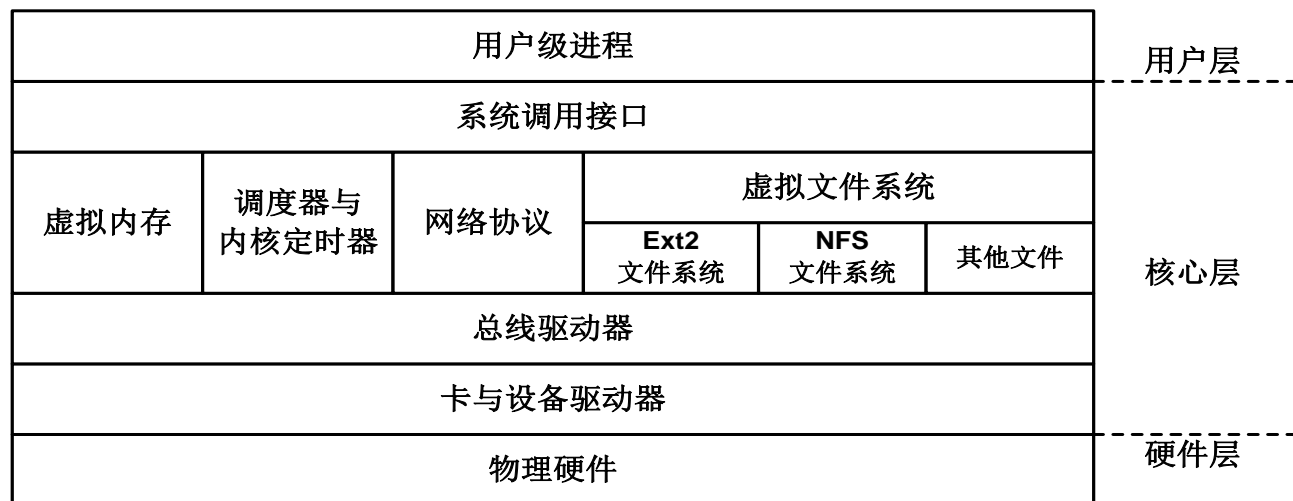 用户级进程
用户层
系统调用接口
虚拟内存
调度器与
内核定时器
网络协议
虚拟文件系统
Ext2
文件系统
NFS
文件系统
其他文件
核心层
总线驱动器
卡与设备驱动器
物理硬件
硬件层